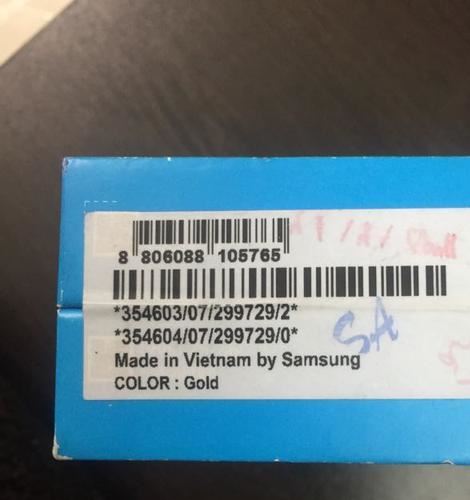 8 806088 105765
*354603/07/299729/2*
*354604/07/299729/0*
Made in Vietnam by Samsung
COLOR : Gold
SA